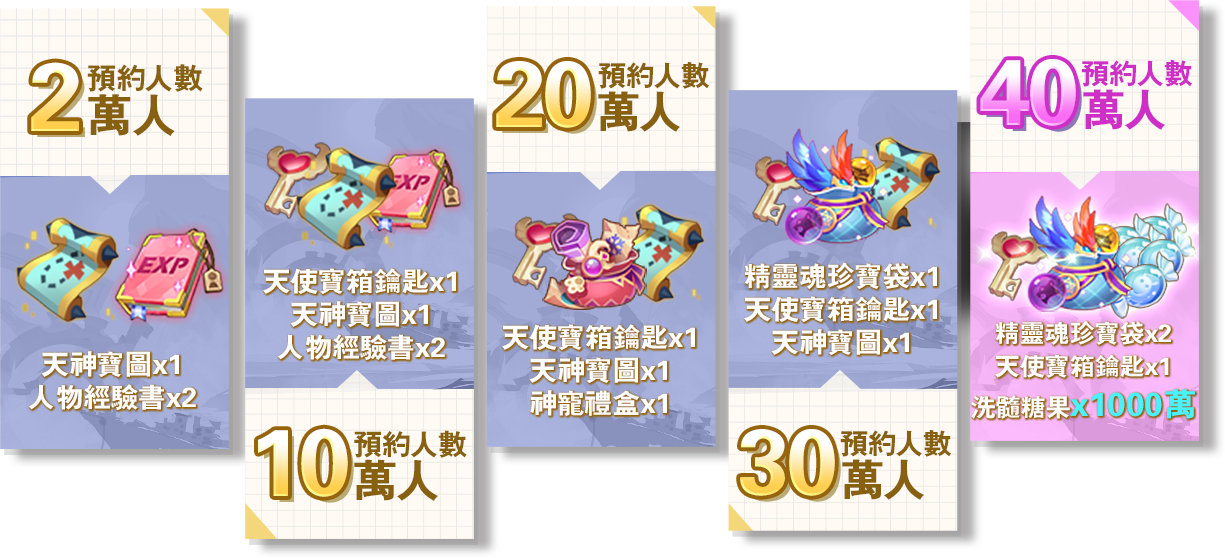 2 預約人數
萬人
EXP
天神寶圖x1
人物經驗書x2
EXP
天使寶箱鑰匙x1
天神寶圖x1
人物經驗書x2
10 預約人數
萬人
20 預約人數
萬人
天使寶箱鑰匙x1
天神寶圖x1
神寵禮盒x1
精靈魂珍寶袋x1
天使寶箱鑰匙x1
天神寶圖x1
30 預約人數
萬人
40 預約人數
萬人
精靈魂珍寶袋x2
天使寶箱鑰匙x1
洗髓糖果x1000萬